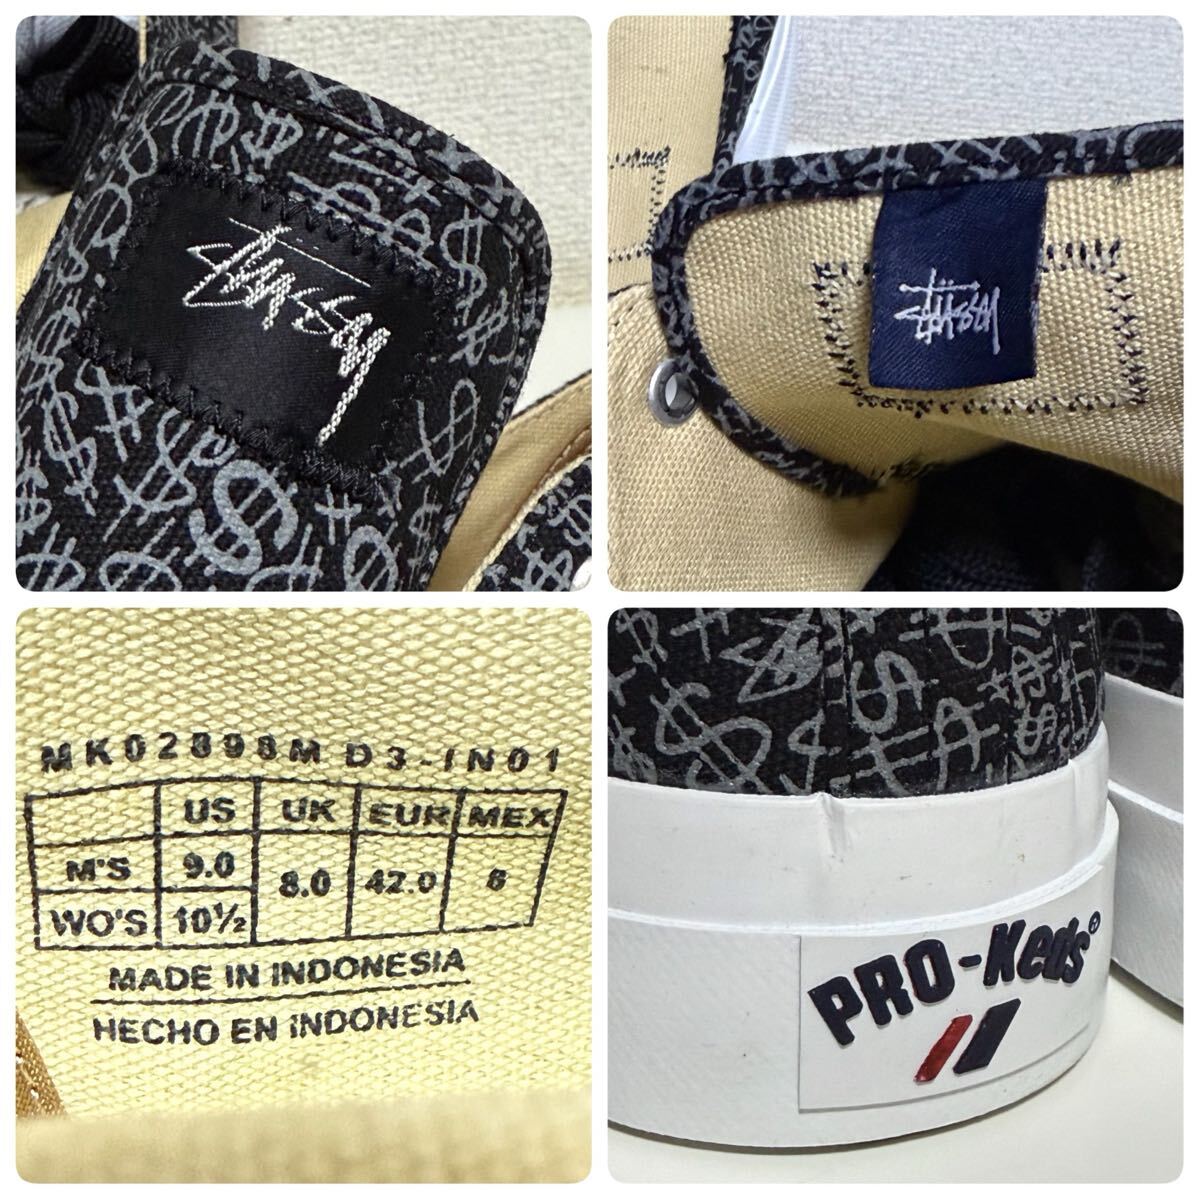 Stüssy
Stüssy
MK02898M D3-IN01
US UK EUR MEX
M'S 9.0 8.0 42.0 6
WO'S 10½
MADE IN INDONESIA
HECHO EN INDONESIA
PRO-Keds®